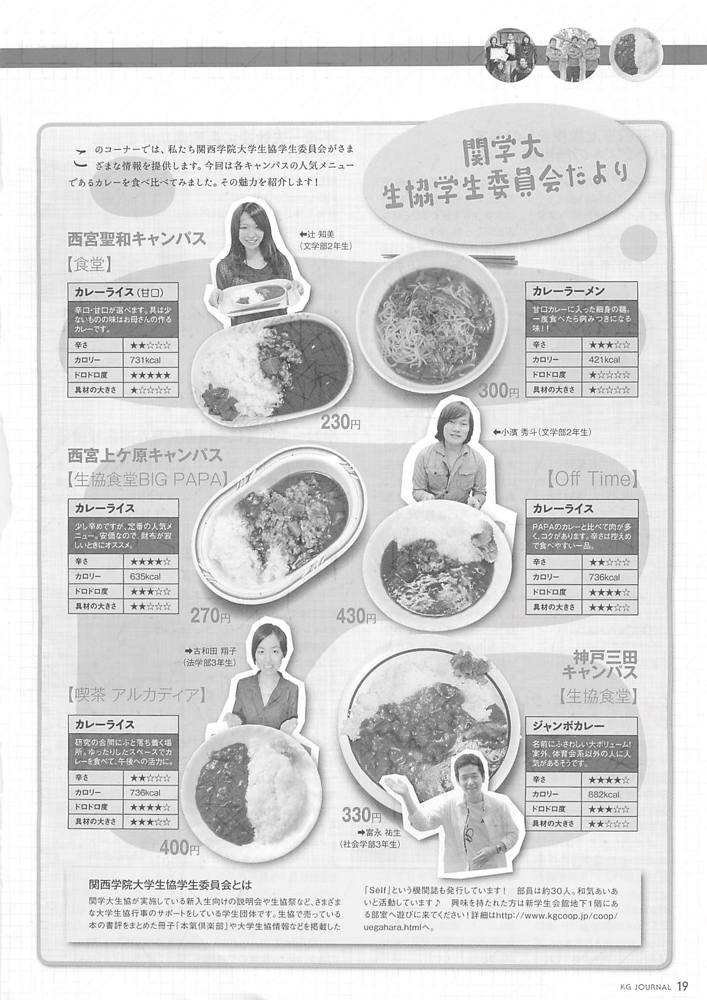 関学大
生協学生委員会だより
このコーナーでは、私たち関西学院大学生協学生委員会がさま
ざまな情報を提供します。今回は各キャンパスの人気メニュー
であるカレーを食べ比べてみました。その魅力を紹介します!
西宮聖和キャンパス
【食堂】
⬅辻 知美
(文学部2年生)
カレーライス(甘口)
辛口・甘口が選べます。具は少
ないものの味はお母さんの作る
カレーです。
辛さ ★★☆☆☆
カロリー 731kcal
ドロドロ度 ★★★★★
具材の大きさ ★☆☆☆☆
230円
カレーラーメン
甘口カレーに入った細身の麺。
一度食べたら病みつきになる
味!!
辛さ ★★★☆☆
カロリー 421kcal
ドロドロ度 ★☆☆☆☆
具材の大きさ ★☆☆☆☆
300円
⬅小濱 秀斗(文学部2年生)
西宮上ケ原キャンパス
【生協食堂BIG PAPA】
カレーライス
少し辛めですが、定番の人気メ
ニュー。安価なので、財布が寂
しいときにオススメ。
辛さ ★★★★☆
カロリー 635kcal
ドロドロ度 ★★★☆☆
具材の大きさ ★★☆☆☆
270円
【Off Time】
カレーライス
PAPAのカレーと比べて肉が多
く、コクがあります。辛さは控えめ
で食べやすい一品。
辛さ ★★☆☆☆
カロリー 736kcal
ドロドロ度 ★★★★☆
具材の大きさ ★★★☆☆
430円
➡古和田 翔子
(法学部3年生)
【喫茶 アルカディア】
カレーライス
研究の合間にふと落ち着く場
所。ゆったりしたスペースでカ
レーを食べて、午後への活力に。
辛さ ★★☆☆☆
カロリー 736kcal
ドロドロ度 ★★★★☆
具材の大きさ ★★★☆☆
400円
神戸三田
キャンパス
【生協食堂】
ジャンボカレー
名前にふさわしい大ボリューム!
案外、体育会系以外の人に人
気があるそうです。
辛さ ★★★★☆
カロリー 882kcal
ドロドロ度 ★★★☆☆
具材の大きさ ★★☆☆☆
330円
➡富永 祐生
(社会学部3年生)
関西学院大学生協学生委員会とは
関学大生協が実施している新入生向けの説明会や生協祭など、さまざま
な大学生協行事のサポートをしている学生団体です。生協で売っている
本の書評をまとめた冊子「本氣倶楽部」や大学生協情報などを掲載した
「Sélf」という機関誌も発行しています! 部員は約30人。和気あいあ
いと活動しています♪ 興味を持たれた方は新学生会館地下1階にあ
る部室へ遊びに来てください!詳細はhttp://www.kgcoop.jp/coop/
uegahara.htmlへ。
KG JOURNAL 19